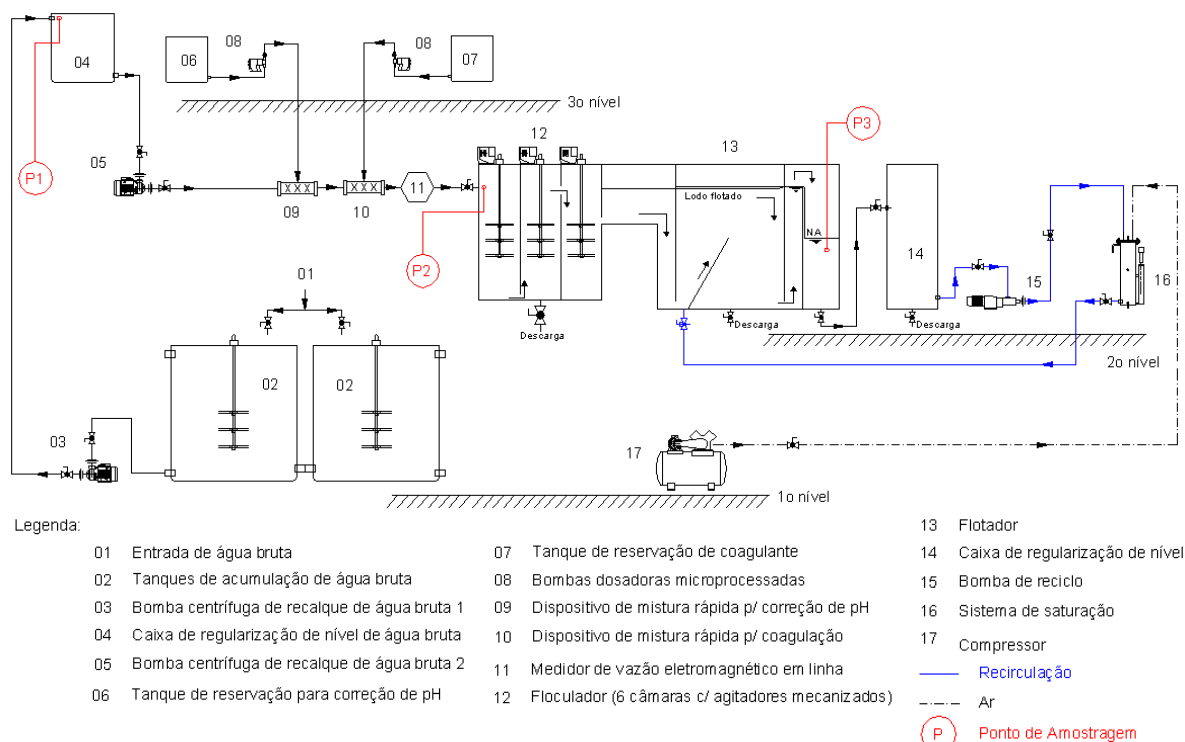 04
06
08
08
07
3o nível
P1
05
09
10
11
12
13
P3
Lodo flotado
NA
P2
14
15
16
Descarga
Descarga
Descarga
2o nível
01
02
02
03
17
1o nível
Legenda:
01 Entrada de água bruta
02 Tanques de acumulação de água bruta
03 Bomba centrífuga de recalque de água bruta 1
04 Caixa de regularização de nível de água bruta
05 Bomba centrífuga de recalque de água bruta 2
06 Tanque de reservação para correção de pH
07 Tanque de reservação de coagulante
08 Bombas dosadoras microprocessadas
09 Dispositivo de mistura rápida p/ correção de pH
10 Dispositivo de mistura rápida p/ coagulação
11 Medidor de vazão eletromagnético em linha
12 Floculador (6 câmaras c/ agitadores mecanizados)
13 Flotador
14 Caixa de regularização de nível
15 Bomba de reciclo
16 Sistema de saturação
17 Compressor
Recirculação
Ar
P Ponto de Amostragem